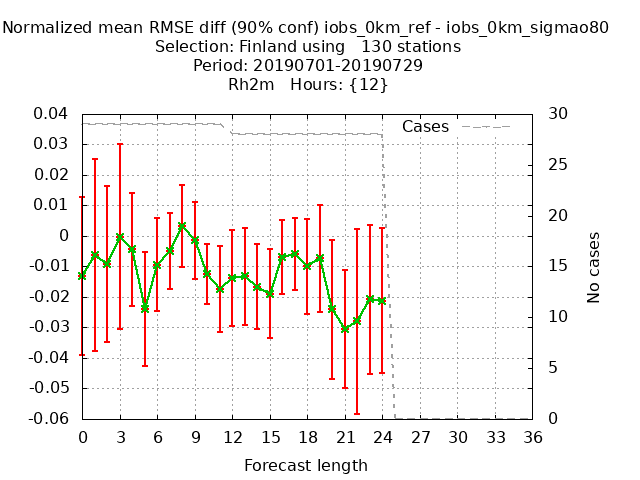 Normalized mean RMSE diff (90% conf) iobs_0km_ref - iobs_0km_sigmao80
Selection: Finland using   130 stations
Period: 20190701-20190729
Rh2m   Hours: {12}
Cases
0.04
0.03
0.02
0.01
0
-0.01
-0.02
-0.03
-0.04
-0.05
-0.06
30
25
20
15
10
5
0
No cases
0 3 6 9 12 15 18 21 24 27 30 33 36
Forecast length